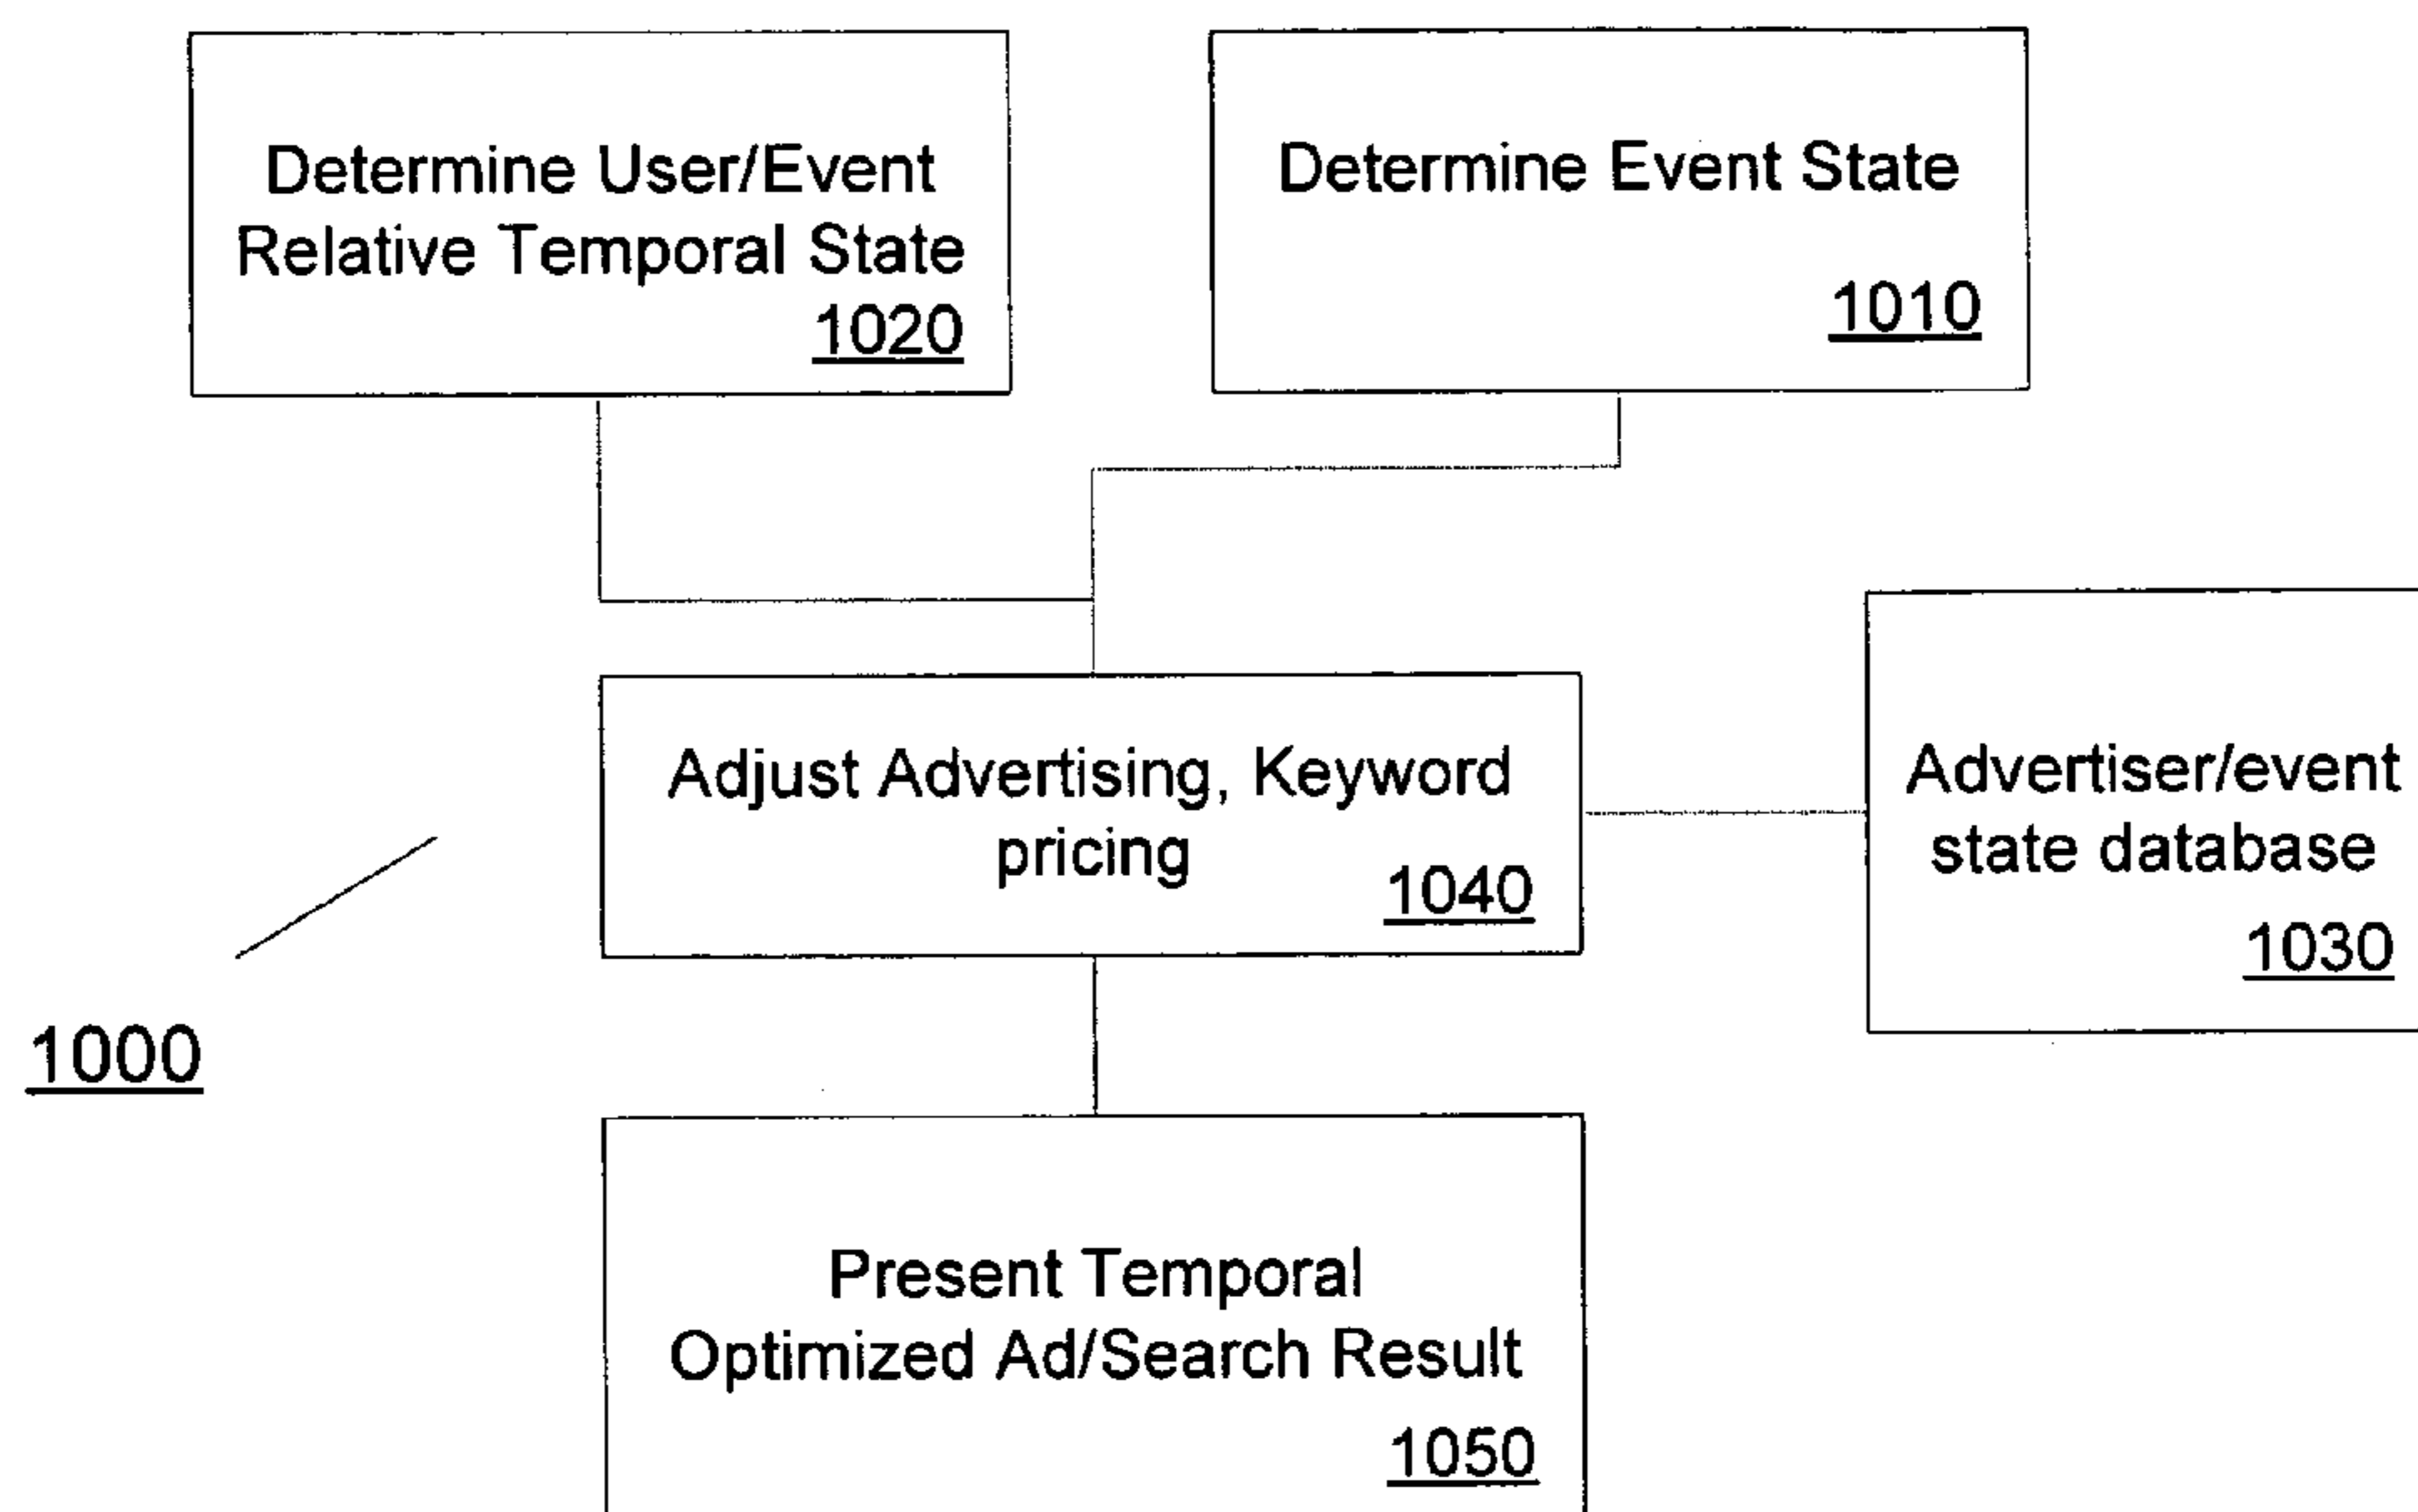 Determine User/Event
Relative Temporal State
1020
Determine Event State
1010
Adjust Advertising, Keyword
pricing
1040
Advertiser/event
state database
1030
1000
Present Temporal
Optimized Ad/Search Result
1050